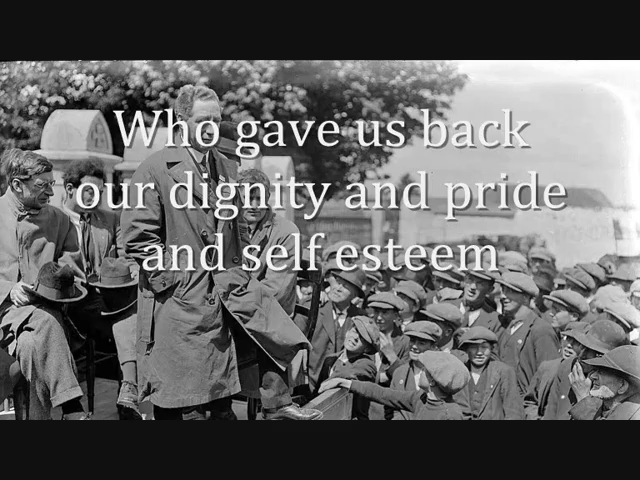 Who gave us back
our dignity and pride
and self esteem